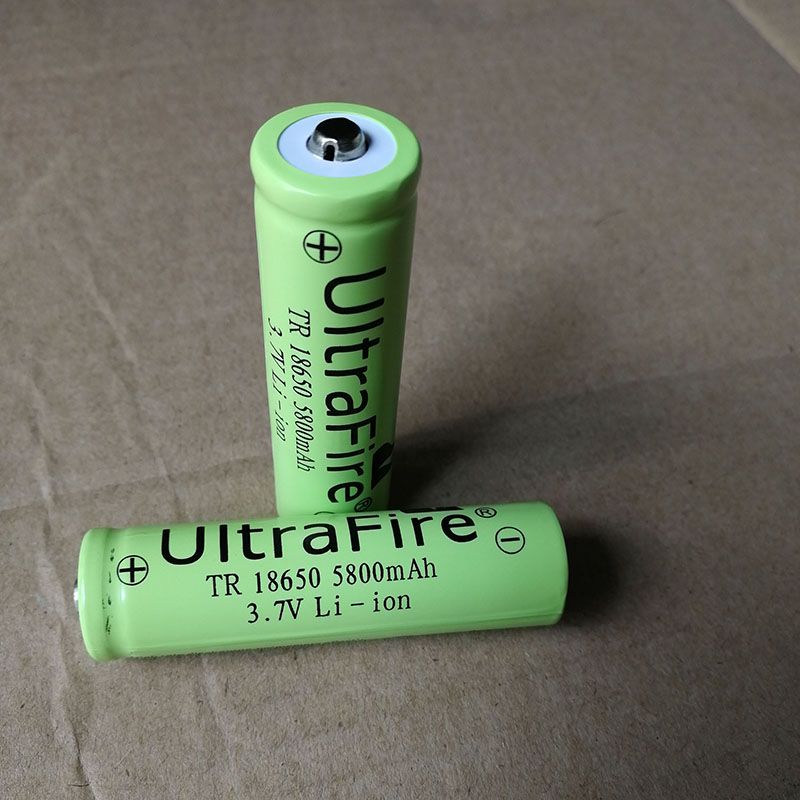 +
UltraFire®
TR 18650 5800mAh
3.7V Li-ion
+
UltraFire®
-
TR 18650 5800mAh
3.7V Li-ion